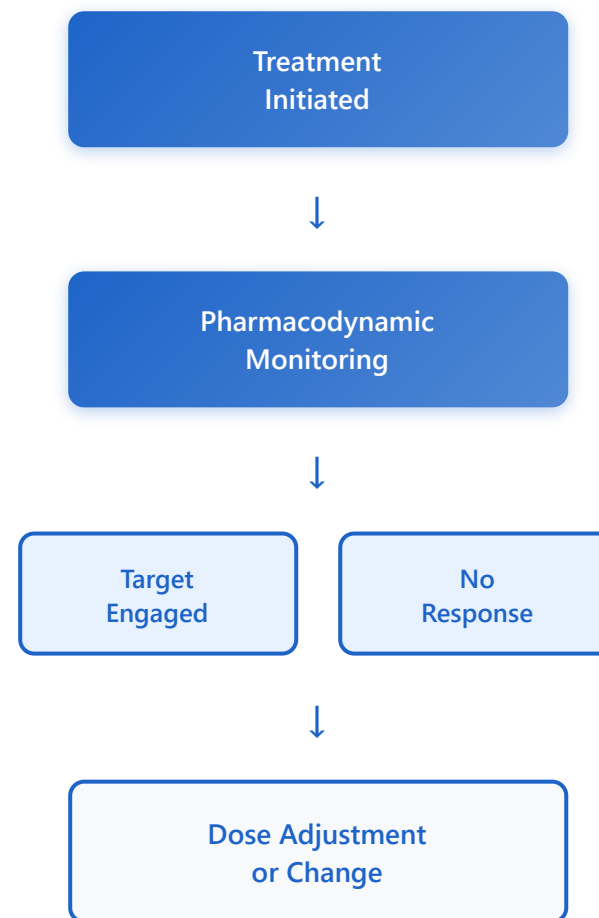 Treatment
Initiated
↓
Pharmacodynamic
Monitoring
↓
Target
Engaged
No
Response
↓
Dose Adjustment
or Change